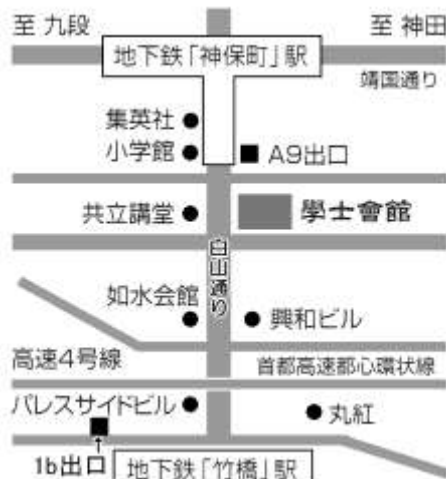 至 九段
至 神田
地下鉄「神保町」駅
靖国通り
集英社
小学館
A9出口
共立講堂
學士會館
白山通り
如水会館
興和ビル
高速4号線
首都高速都心環状線
パレスサイドビル
丸紅
1b出口
地下鉄「竹橋」駅